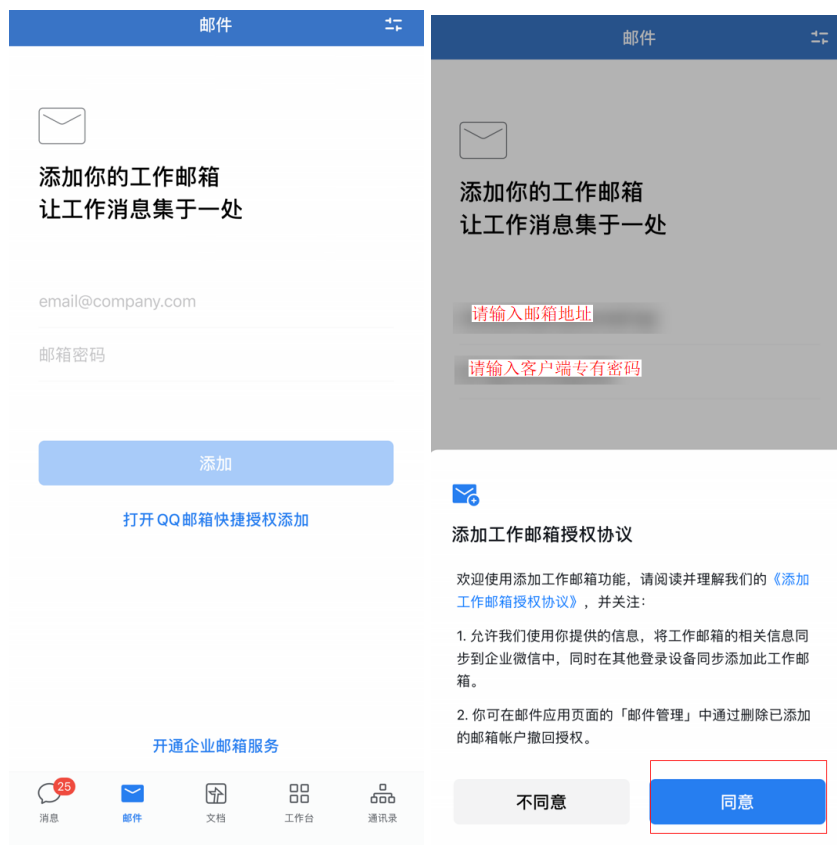 邮件
添加你的工作邮箱
让工作消息集于一处
email@company.com
邮箱密码
添加
打开QQ邮箱快捷授权添加
开通企业邮箱服务
25
消息
邮件
文档
工作台
通讯录
邮件
添加你的工作邮箱
让工作消息集于一处
请输入邮箱地址
请输入客户端专有密码
添加工作邮箱授权协议
欢迎使用添加工作邮箱功能，请阅读并理解我们的《添加
工作邮箱授权协议》，并关注：
1. 允许我们使用你提供的信息，将工作邮箱的相关信息同
步到企业微信中，同时在其他登录设备同步添加此工作邮
箱。
2. 你可在邮件应用页面的「邮件管理」中通过删除已添加
的邮箱帐户撤回授权。
不同意
同意